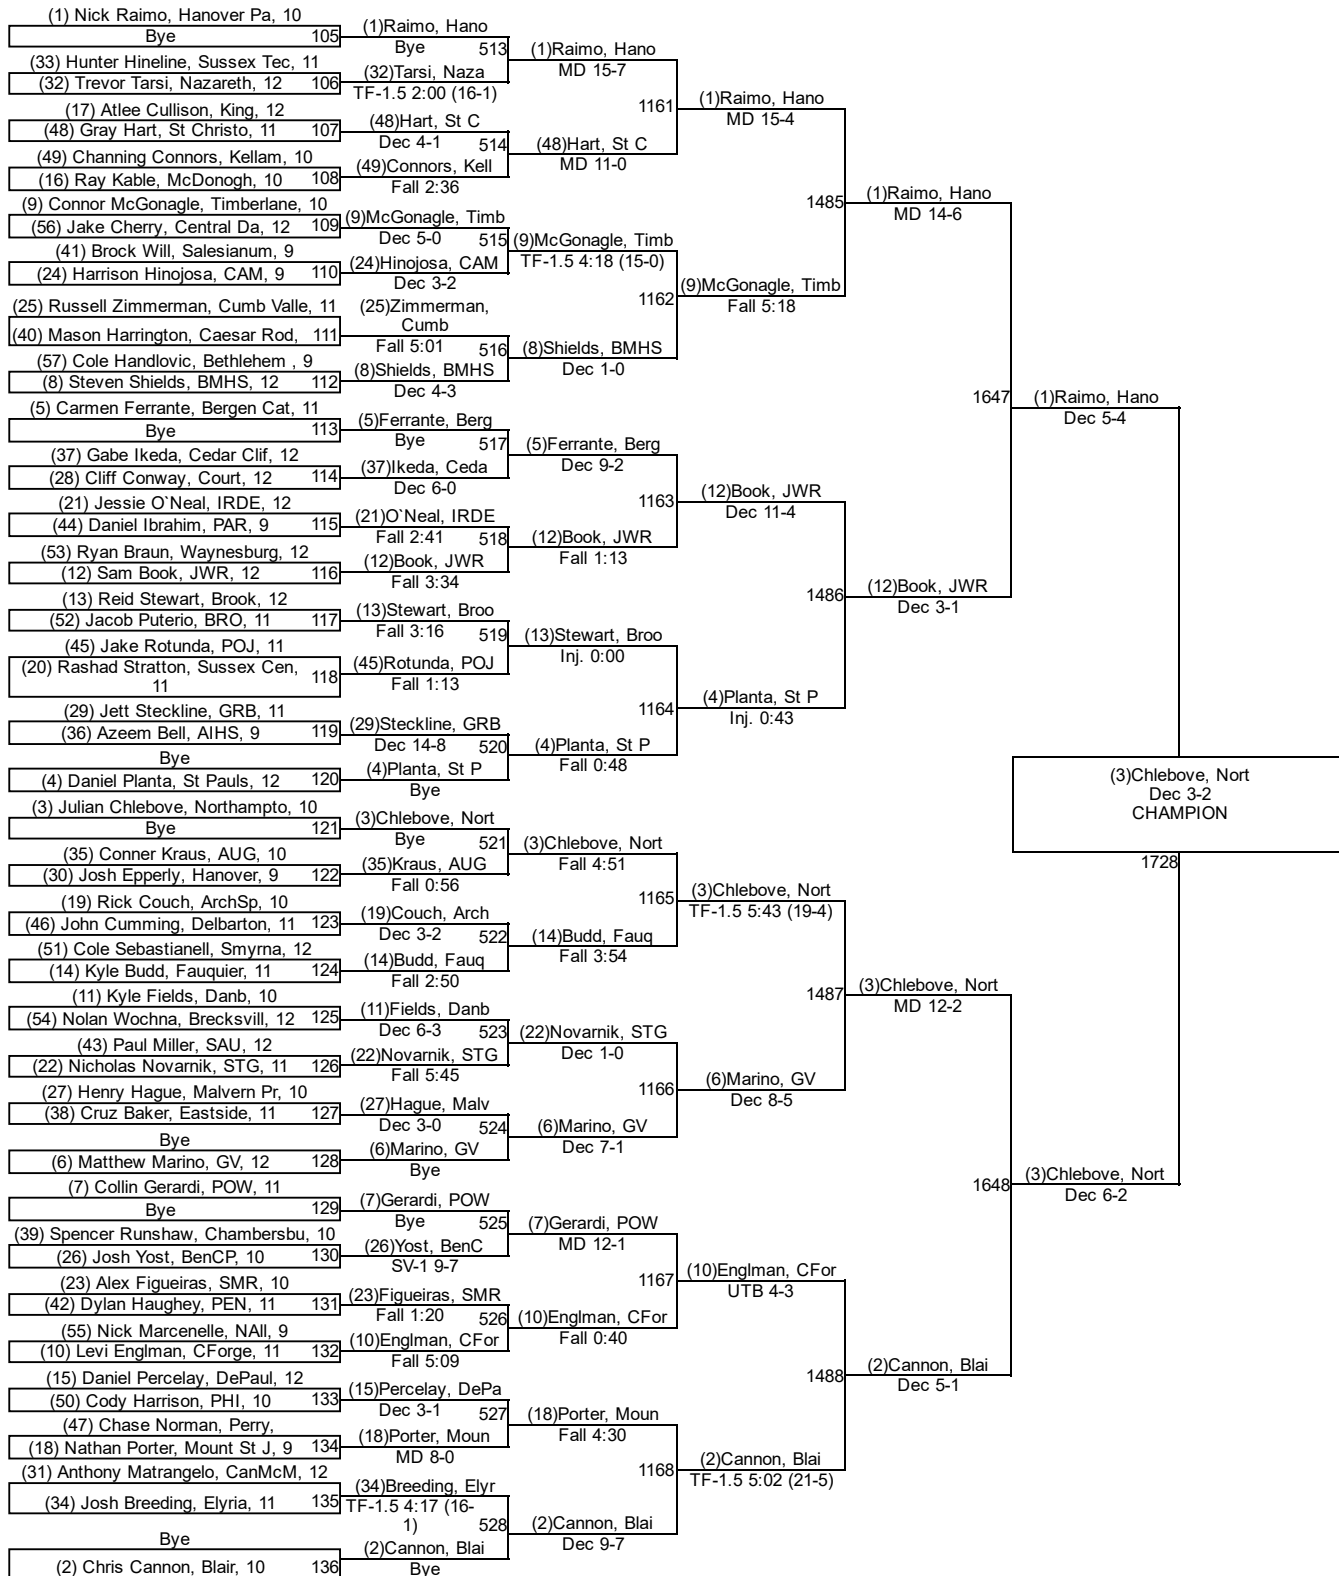 (1) Nick Raimo, Hanover Pa, 10
Bye
105
(33) Hunter Hineline, Sussex Tec, 11
(32) Trevor Tarsi, Nazareth, 12
106
(17) Atlee Cullison, King, 12
(48) Gray Hart, St Christo, 11
107
(49) Channing Connors, Kellam, 10
(16) Ray Kable, McDonogh, 10
108
(9) Connor McGonagle, Timberlane, 10
(56) Jake Cherry, Central Da, 12
109
(41) Brock Will, Salesianum, 9
(24) Harrison Hinojosa, CAM, 9
110
(25) Russell Zimmerman, Cumb Valle, 11
(40) Mason Harrington, Caesar Rod,
111
(57) Cole Handlovic, Bethlehem , 9
(8) Steven Shields, BMHS, 12
112
(5) Carmen Ferrante, Bergen Cat, 11
Bye
113
(37) Gabe Ikeda, Cedar Clif, 12
(28) Cliff Conway, Court, 12
114
(21) Jessie O`Neal, IRDE, 12
(44) Daniel Ibrahim, PAR, 9
115
(53) Ryan Braun, Waynesburg, 12
(12) Sam Book, JWR, 12
116
(13) Reid Stewart, Brook, 12
(52) Jacob Puterio, BRO, 11
117
(45) Jake Rotunda, POJ, 11
(20) Rashad Stratton, Sussex Cen,
11
118
(29) Jett Steckline, GRB, 11
(36) Azeem Bell, AIHS, 9
119
Bye
(4) Daniel Planta, St Pauls, 12
120
(3) Julian Chlebove, Northampto, 10
Bye
121
(35) Conner Kraus, AUG, 10
(30) Josh Epperly, Hanover, 9
122
(19) Rick Couch, ArchSp, 10
(46) John Cumming, Delbarton, 11
123
(51) Cole Sebastianell, Smyrna, 12
(14) Kyle Budd, Fauquier, 11
124
(11) Kyle Fields, Danb, 10
(54) Nolan Wochna, Brecksvill, 12
125
(43) Paul Miller, SAU, 12
(22) Nicholas Novarnik, STG, 11
126
(27) Henry Hague, Malvern Pr, 10
(38) Cruz Baker, Eastside, 11
127
Bye
(6) Matthew Marino, GV, 12
128
(7) Collin Gerardi, POW, 11
Bye
129
(39) Spencer Runshaw, Chambersbu, 10
(26) Josh Yost, BenCP, 10
130
(23) Alex Figueiras, SMR, 10
(42) Dylan Haughey, PEN, 11
131
(55) Nick Marcenelle, NAll, 9
(10) Levi Englman, CForge, 11
132
(15) Daniel Percelay, DePaul, 12
(50) Cody Harrison, PHI, 10
133
(47) Chase Norman, Perry,
(18) Nathan Porter, Mount St J, 9
134
(31) Anthony Matrangelo, CanMcM, 12
(34) Josh Breeding, Elyria, 11
135
Bye
(2) Chris Cannon, Blair, 10
136
(1)Raimo, Hano
Bye
513
(32)Tarsi, Naza
TF-1.5 2:00 (16-1)
(48)Hart, St C
Dec 4-1
514
(49)Connors, Kell
Fall 2:36
(9)McGonagle, Timb
Dec 5-0
515
(24)Hinojosa, CAM
Dec 3-2
(25)Zimmerman,
Cumb
Fall 5:01
516
(8)Shields, BMHS
Dec 4-3
(5)Ferrante, Berg
Bye
517
(37)Ikeda, Ceda
Dec 6-0
(21)O`Neal, IRDE
Fall 2:41
518
(12)Book, JWR
Fall 3:34
(13)Stewart, Broo
Fall 3:16
519
(45)Rotunda, POJ
Fall 1:13
(29)Steckline, GRB
Dec 14-8
520
(4)Planta, St P
Bye
(3)Chlebove, Nort
Bye
521
(35)Kraus, AUG
Fall 0:56
(19)Couch, Arch
Dec 3-2
522
(14)Budd, Fauq
Fall 2:50
(11)Fields, Danb
Dec 6-3
523
(22)Novarnik, STG
Fall 5:45
(27)Hague, Malv
Dec 3-0
524
(6)Marino, GV
Bye
(7)Gerardi, POW
Bye
525
(26)Yost, BenC
SV-1 9-7
(23)Figueiras, SMR
Fall 1:20
526
(10)Englman, CFor
Fall 5:09
(15)Percelay, DePa
Dec 3-1
527
(18)Porter, Moun
MD 8-0
(34)Breeding, Elyr
TF-1.5 4:17 (16-
1)
528
(2)Cannon, Blai
Bye
(1)Raimo, Hano
MD 15-7
1161
(48)Hart, St C
MD 11-0
(9)McGonagle, Timb
TF-1.5 4:18 (15-0)
1162
(8)Shields, BMHS
Dec 1-0
(5)Ferrante, Berg
Dec 9-2
1163
(12)Book, JWR
Fall 1:13
(13)Stewart, Broo
Inj. 0:00
1164
(4)Planta, St P
Fall 0:48
(3)Chlebove, Nort
Fall 4:51
1165
(14)Budd, Fauq
Fall 3:54
(22)Novarnik, STG
Dec 1-0
1166
(6)Marino, GV
Dec 7-1
(7)Gerardi, POW
MD 12-1
1167
(10)Englman, CFor
Fall 0:40
(18)Porter, Moun
Fall 4:30
1168
(2)Cannon, Blai
Dec 9-7
(1)Raimo, Hano
MD 15-4
1485
(9)McGonagle, Timb
Fall 5:18
(12)Book, JWR
Dec 11-4
1486
(4)Planta, St P
Inj. 0:43
(3)Chlebove, Nort
TF-1.5 5:43 (19-4)
1487
(6)Marino, GV
Dec 8-5
(10)Englman, CFor
UTB 4-3
1488
(2)Cannon, Blai
TF-1.5 5:02 (21-5)
(1)Raimo, Hano
MD 14-6
1647
(12)Book, JWR
Dec 3-1
(3)Chlebove, Nort
MD 12-2
1648
(2)Cannon, Blai
Dec 5-1
(1)Raimo, Hano
Dec 5-4
(3)Chlebove, Nort
Dec 6-2
(3)Chlebove, Nort
Dec 3-2
CHAMPION
1728